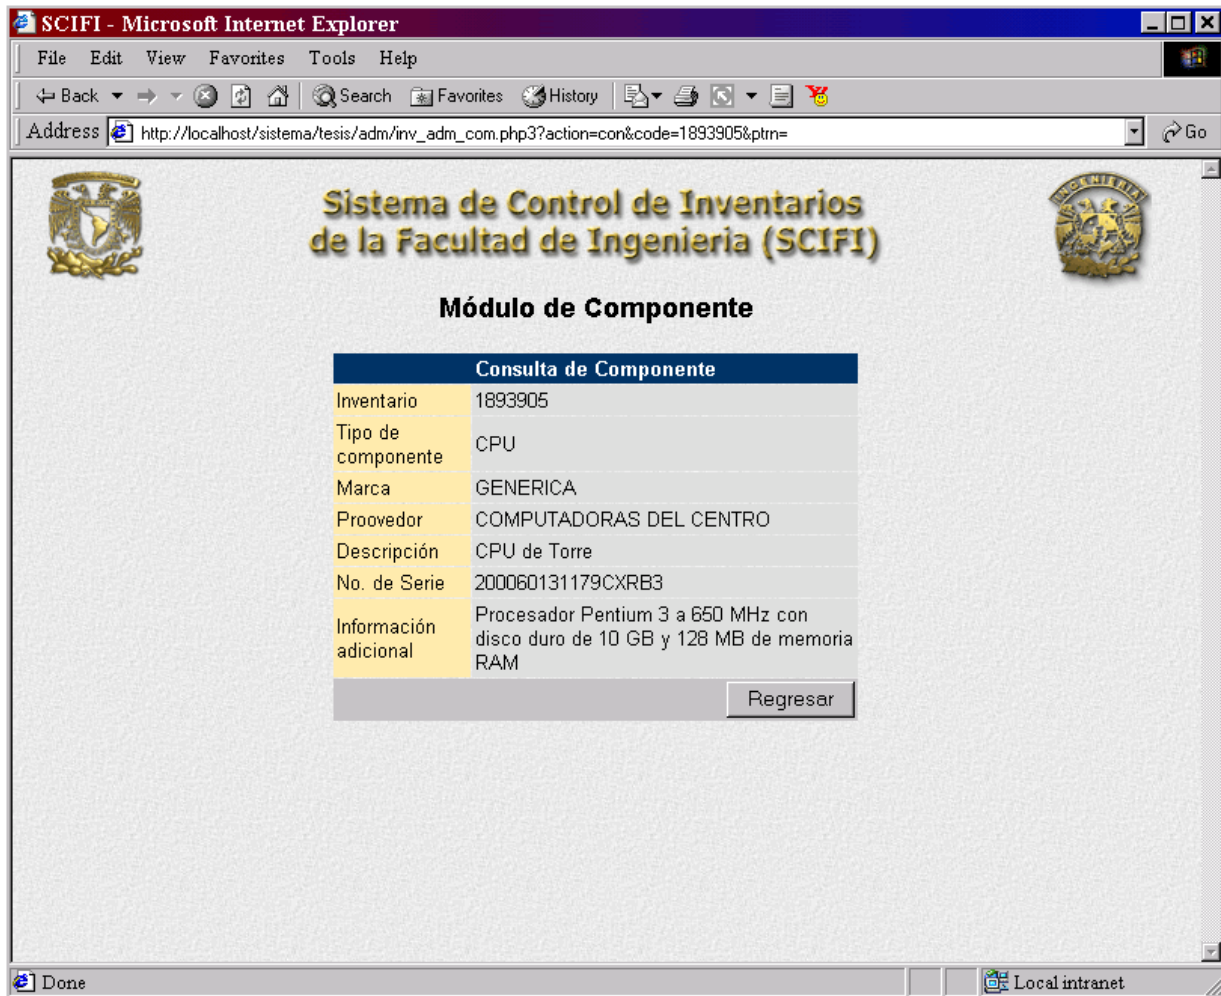 SCIFI - Microsoft Internet Explorer
File Edit View Favorites Tools Help
Back Search Favorites History
Address http://localhost/sistema/tesis/adm/inv_adm_com.php3?action=con&code=1893905&ptrn= Go
Sistema de Control de Inventarios
de la Facultad de Ingenieria (SCIFI)
INGENIERIA
Módulo de Componente
Consulta de Componente
Inventario 1893905
Tipo de
componente CPU
Marca GENERICA
Proovedor COMPUTADORAS DEL CENTRO
Descripción CPU de Torre
No. de Serie 200060131179CXRB3
Información
adicional
Procesador Pentium 3 a 650 MHz con
disco duro de 10 GB y 128 MB de memoria
RAM
Regresar
Done Local intranet